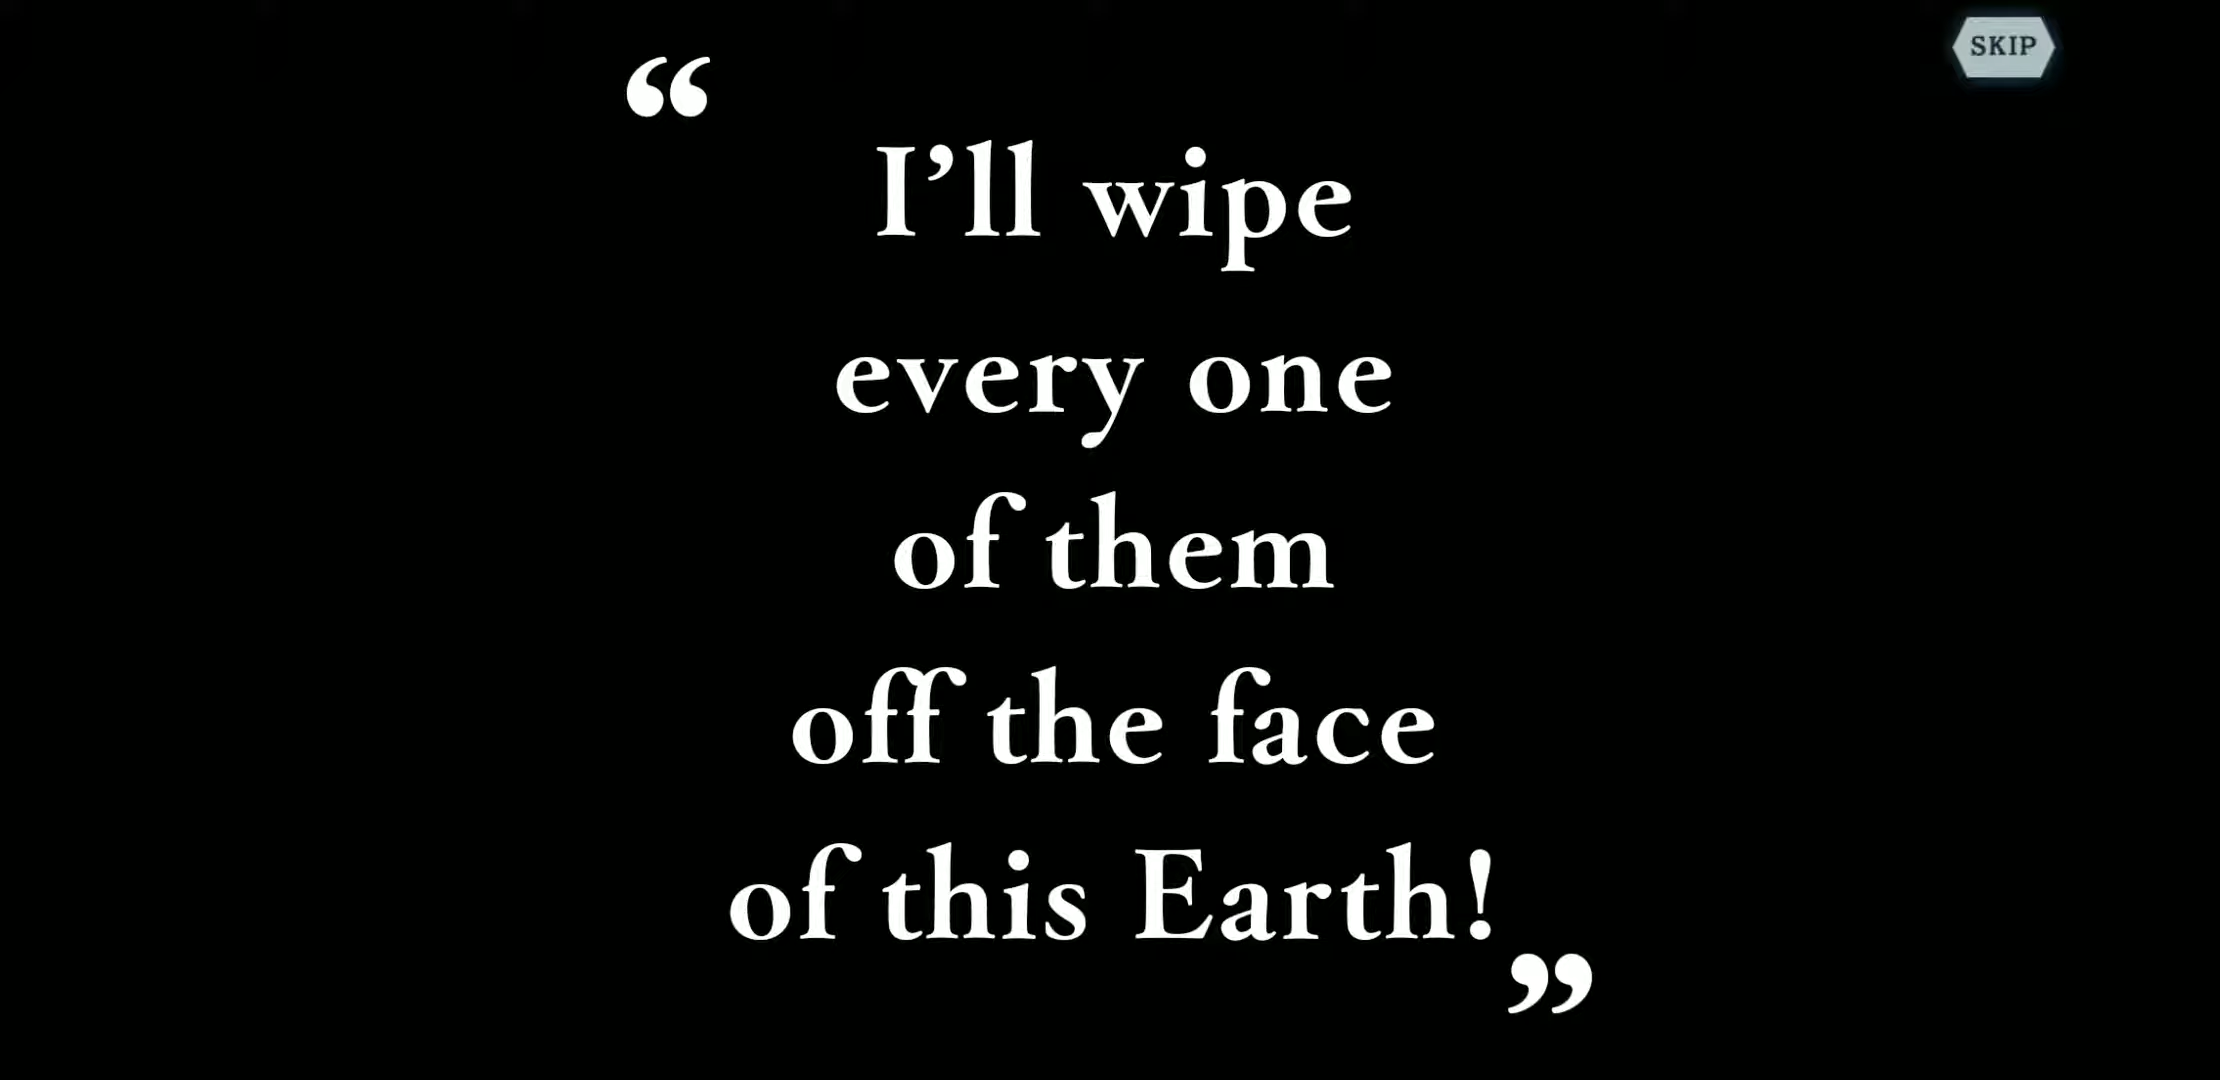 SKIP
“
I’ll wipe
every one
of them
off the face
of this Earth!
”